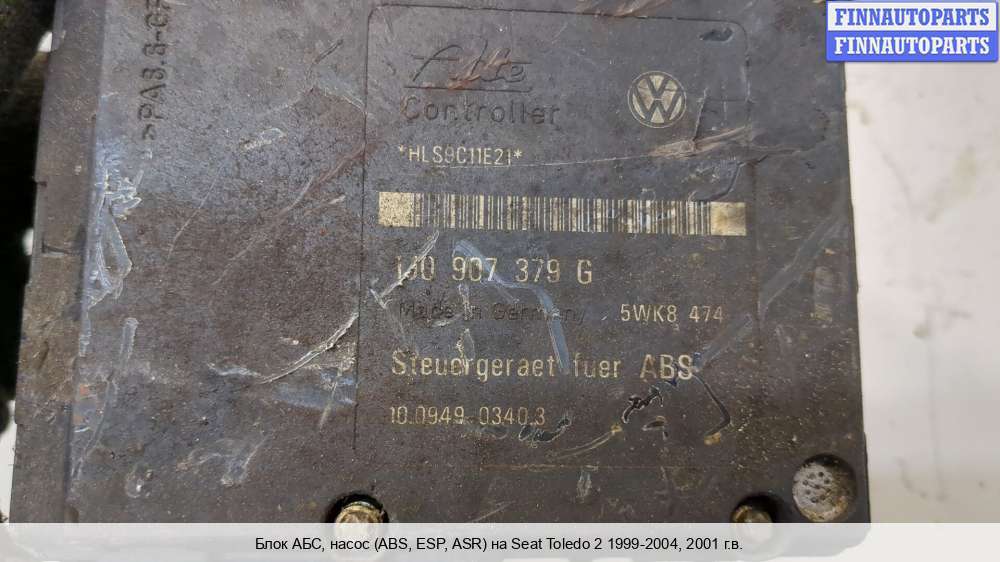 FINNAUTOPARTS
FINNAUTOPARTS
Ate
Controller
*HLS9C11E21*
1J0 907 379 G
Made in Germany
5WK8 474
Steuergeraet fuer ABS
10.0949-0340.3
Блок АБС, насос (ABS, ESP, ASR) на Seat Toledo 2 1999-2004, 2001 г.в.